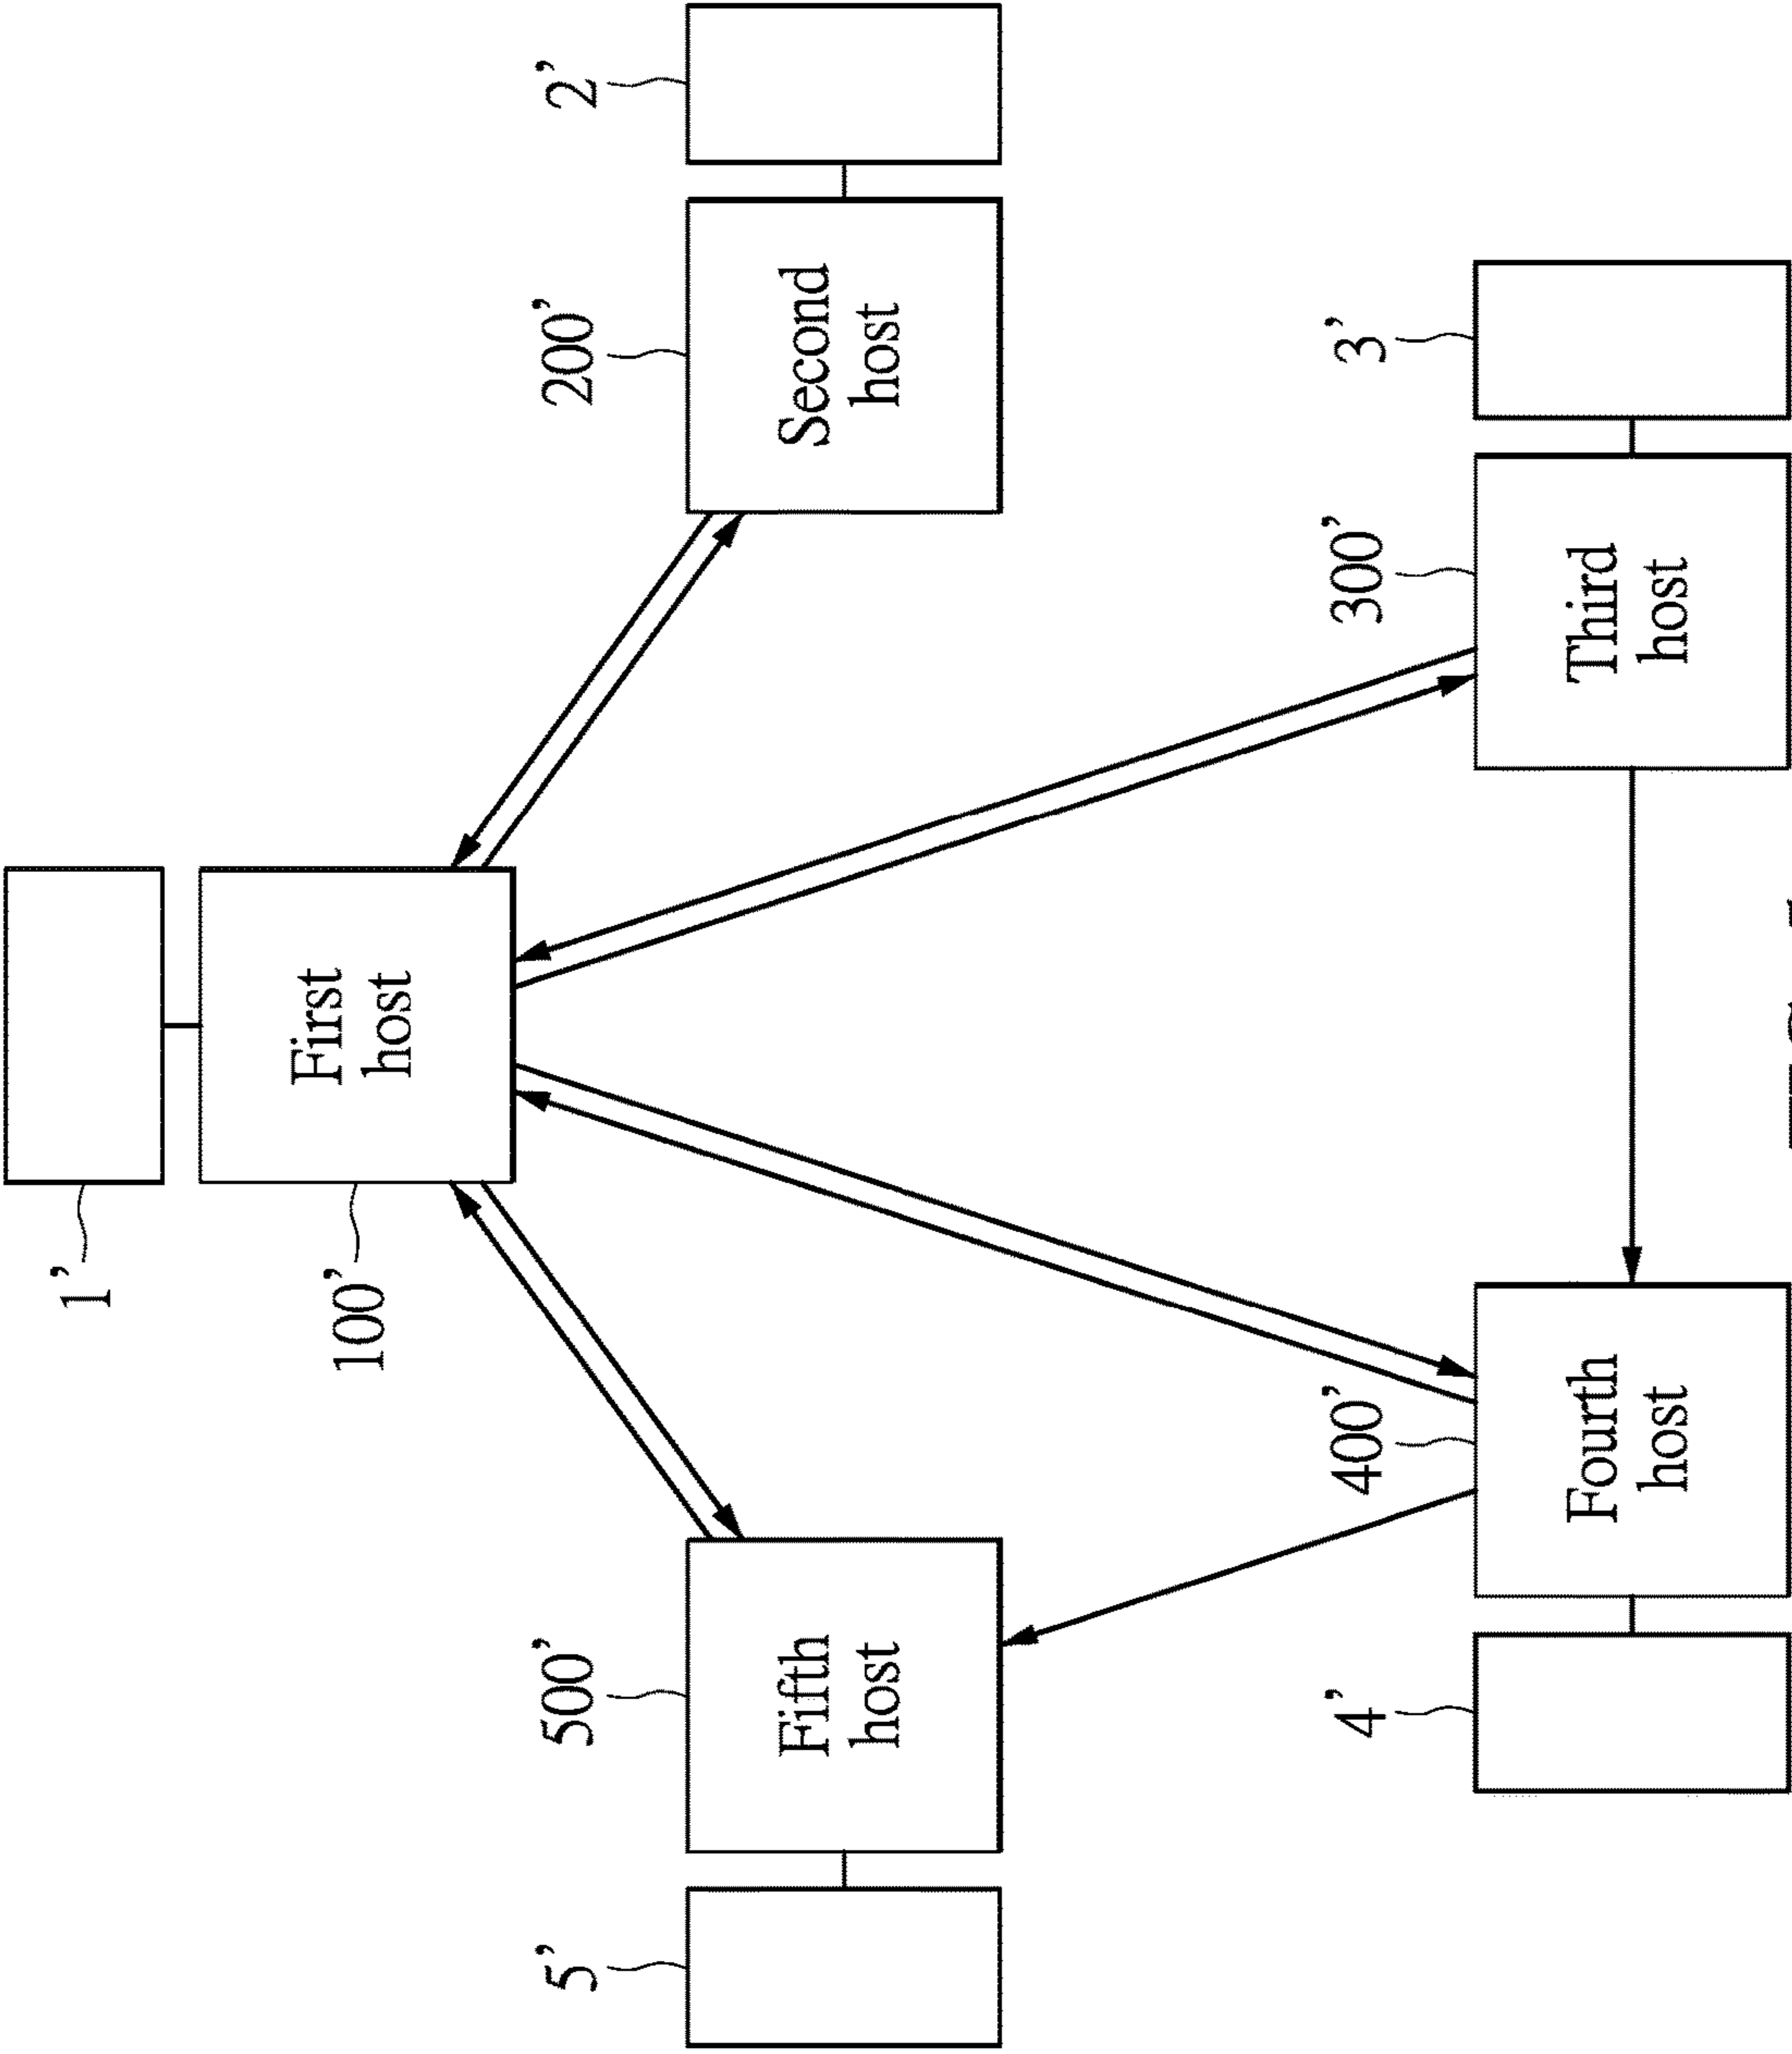 1’
100’
First
host
2’
200’
Second
host
3’
300’
Third
host
4’
400’
Fourth
host
5’
500’
Fifth
host